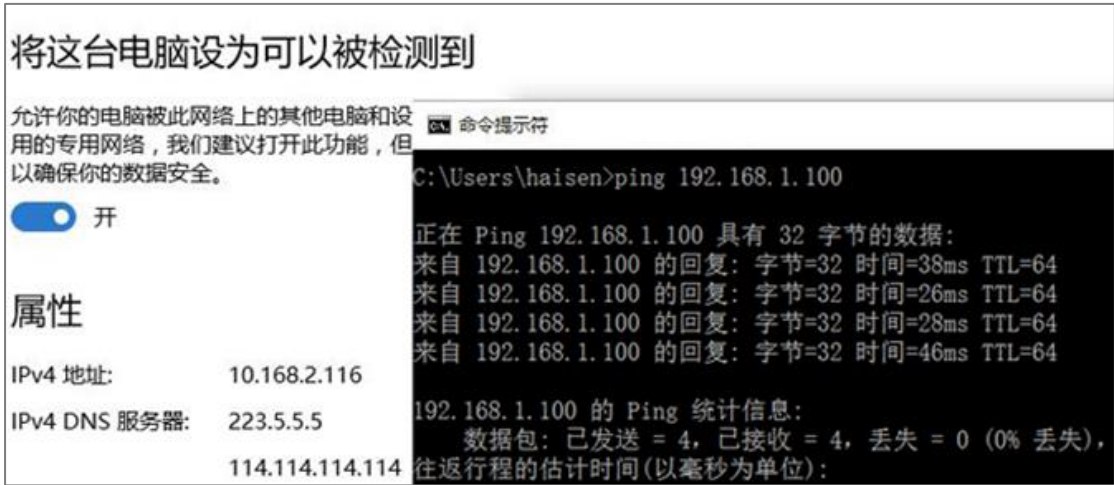 将这台电脑设为可以被检测到
允许你的电脑被此网络上的其他电脑和设
用的专用网络，我们建议打开此功能，但
以确保你的数据安全。
开
属性
IPv4 地址: 10.168.2.116
IPv4 DNS 服务器: 223.5.5.5
114.114.114.114
命令提示符
C:\Users\haisen>ping 192.168.1.100
正在 Ping 192.168.1.100 具有 32 字节的数据:
来自 192.168.1.100 的回复: 字节=32 时间=38ms TTL=64
来自 192.168.1.100 的回复: 字节=32 时间=26ms TTL=64
来自 192.168.1.100 的回复: 字节=32 时间=28ms TTL=64
来自 192.168.1.100 的回复: 字节=32 时间=46ms TTL=64
192.168.1.100 的 Ping 统计信息:
数据包: 已发送 = 4，已接收 = 4，丢失 = 0 (0% 丢失)，
往返行程的估计时间(以毫秒为单位):